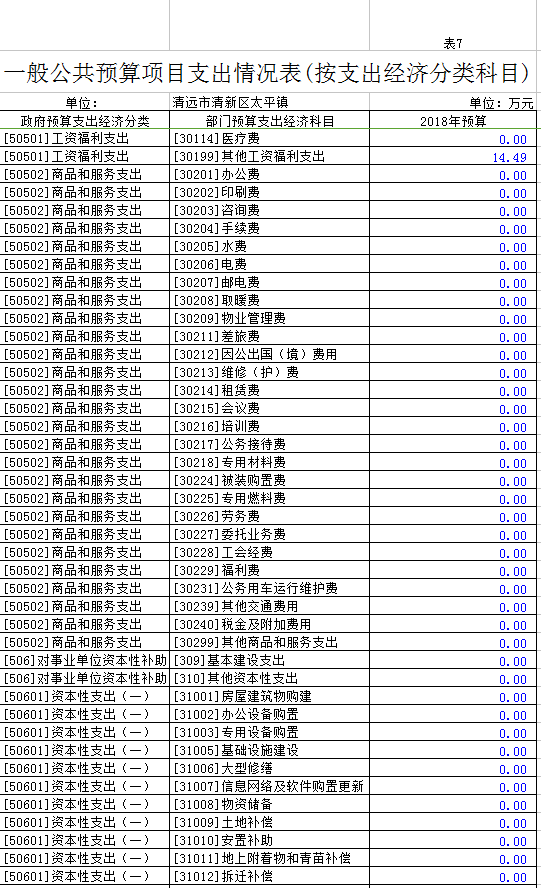 表7
一般公共预算项目支出情况表(按支出经济分类科目)
单位： 清远市清新区太平镇 单位：万元
政府预算支出经济分类 部门预算支出经济科目 2018年预算
[50501]工资福利支出 [30114]医疗费 0.00
[50501]工资福利支出 [30199]其他工资福利支出 14.49
[50502]商品和服务支出 [30201]办公费 0.00
[50502]商品和服务支出 [30202]印刷费 0.00
[50502]商品和服务支出 [30203]咨询费 0.00
[50502]商品和服务支出 [30204]手续费 0.00
[50502]商品和服务支出 [30205]水费 0.00
[50502]商品和服务支出 [30206]电费 0.00
[50502]商品和服务支出 [30207]邮电费 0.00
[50502]商品和服务支出 [30208]取暖费 0.00
[50502]商品和服务支出 [30209]物业管理费 0.00
[50502]商品和服务支出 [30211]差旅费 0.00
[50502]商品和服务支出 [30212]因公出国（境）费用 0.00
[50502]商品和服务支出 [30213]维修（护）费 0.00
[50502]商品和服务支出 [30214]租赁费 0.00
[50502]商品和服务支出 [30215]会议费 0.00
[50502]商品和服务支出 [30216]培训费 0.00
[50502]商品和服务支出 [30217]公务接待费 0.00
[50502]商品和服务支出 [30218]专用材料费 0.00
[50502]商品和服务支出 [30224]被装购置费 0.00
[50502]商品和服务支出 [30225]专用燃料费 0.00
[50502]商品和服务支出 [30226]劳务费 0.00
[50502]商品和服务支出 [30227]委托业务费 0.00
[50502]商品和服务支出 [30228]工会经费 0.00
[50502]商品和服务支出 [30229]福利费 0.00
[50502]商品和服务支出 [30231]公务用车运行维护费 0.00
[50502]商品和服务支出 [30239]其他交通费用 0.00
[50502]商品和服务支出 [30240]税金及附加费用 0.00
[50502]商品和服务支出 [30299]其他商品和服务支出 0.00
[506]对事业单位资本性补助 [309]基本建设支出 0.00
[506]对事业单位资本性补助 [310]其他资本性支出 0.00
[50601]资本性支出（一） [31001]房屋建筑物购建 0.00
[50601]资本性支出（一） [31002]办公设备购置 0.00
[50601]资本性支出（一） [31003]专用设备购置 0.00
[50601]资本性支出（一） [31005]基础设施建设 0.00
[50601]资本性支出（一） [31006]大型修缮 0.00
[50601]资本性支出（一） [31007]信息网络及软件购置更新 0.00
[50601]资本性支出（一） [31008]物资储备 0.00
[50601]资本性支出（一） [31009]土地补偿 0.00
[50601]资本性支出（一） [31010]安置补助 0.00
[50601]资本性支出（一） [31011]地上附着物和青苗补偿 0.00
[50601]资本性支出（一） [31012]拆迁补偿 0.00